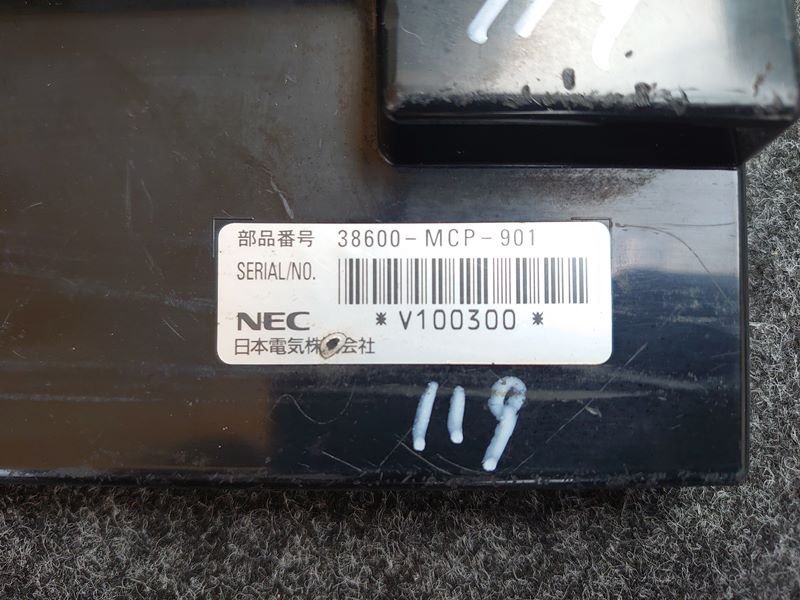 119
部品番号 38600-MCP-901
SERIAL/NO.
NEC *V100300*
日本電気株 会社
119